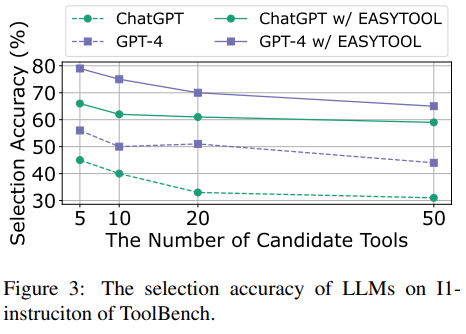 ChatGPT
ChatGPT w/ EASYTOOL
GPT-4
GPT-4 w/ EASYTOOL
Selection Accuracy (%)
80
70
60
50
40
30
5 10 20 50
The Number of Candidate Tools
Figure 3: The selection accuracy of LLMs on I1-
instruciton of ToolBench.